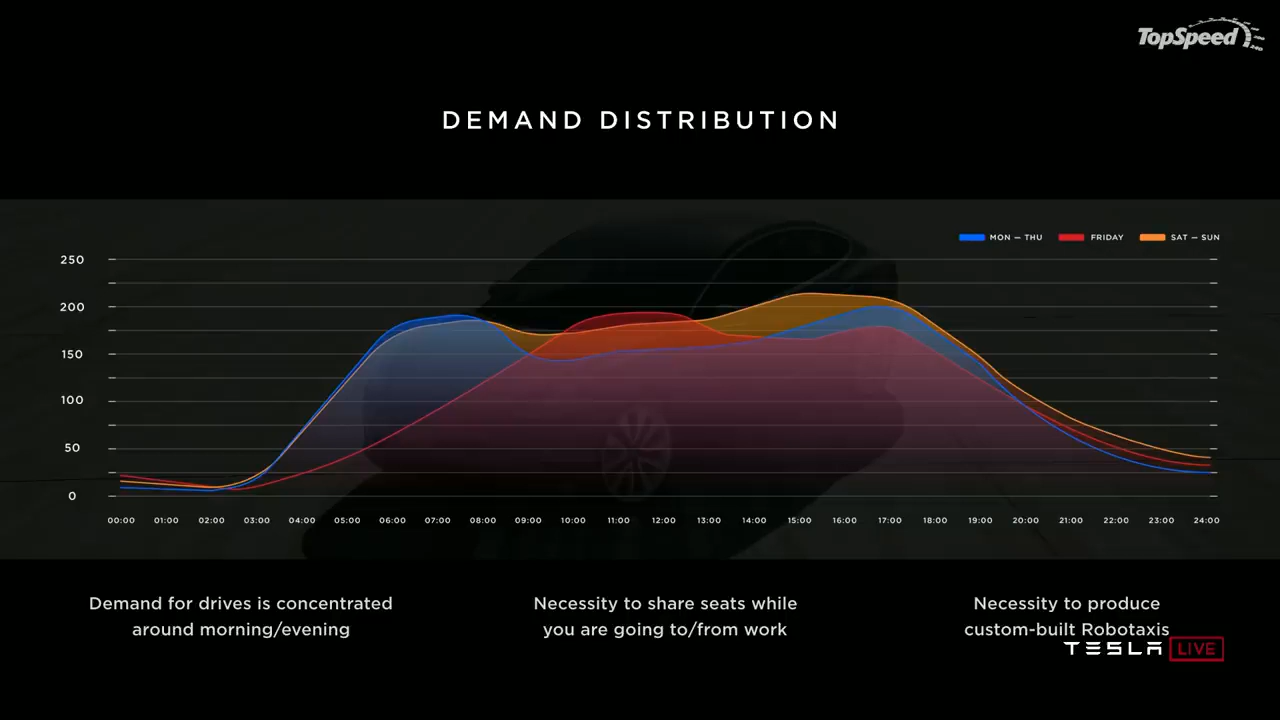 TopSpeed
DEMAND DISTRIBUTION
MON — THU FRIDAY SAT — SUN
250
200
150
100
50
0
00:00 01:00 02:00 03:00 04:00 05:00 06:00 07:00 08:00 09:00 10:00 11:00 12:00 13:00 14:00 15:00 16:00 17:00 18:00 19:00 20:00 21:00 22:00 23:00 24:00
Demand for drives is concentrated
around morning/evening
Necessity to share seats while
you are going to/from work
Necessity to produce
custom-built Robotaxis
TESLA LIVE